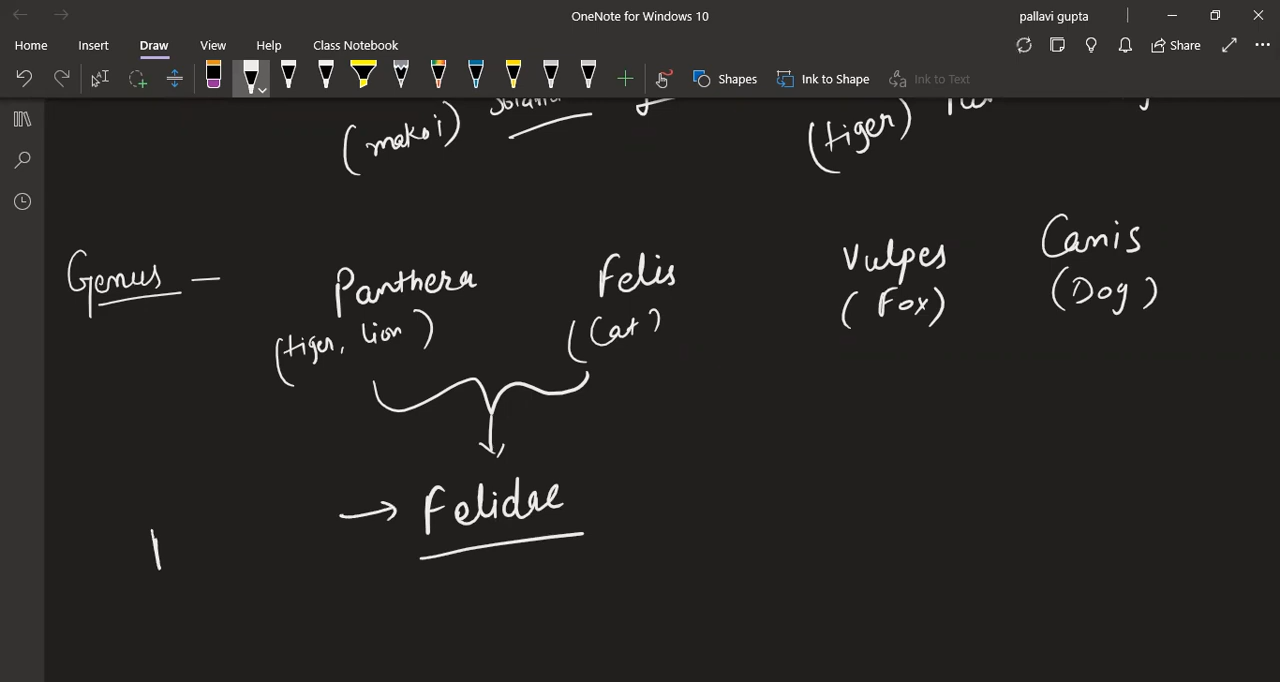 OneNote for Windows 10
pallavi gupta
Home Insert Draw View Help Class Notebook
Share
Shapes Ink to Shape Ink to Text
(makoi)
(tiger)
Genus —
Panthera
(tiger, lion)
Felis
(Cat)
Vulpes
(Fox)
Canis
(Dog)
→ Felidae